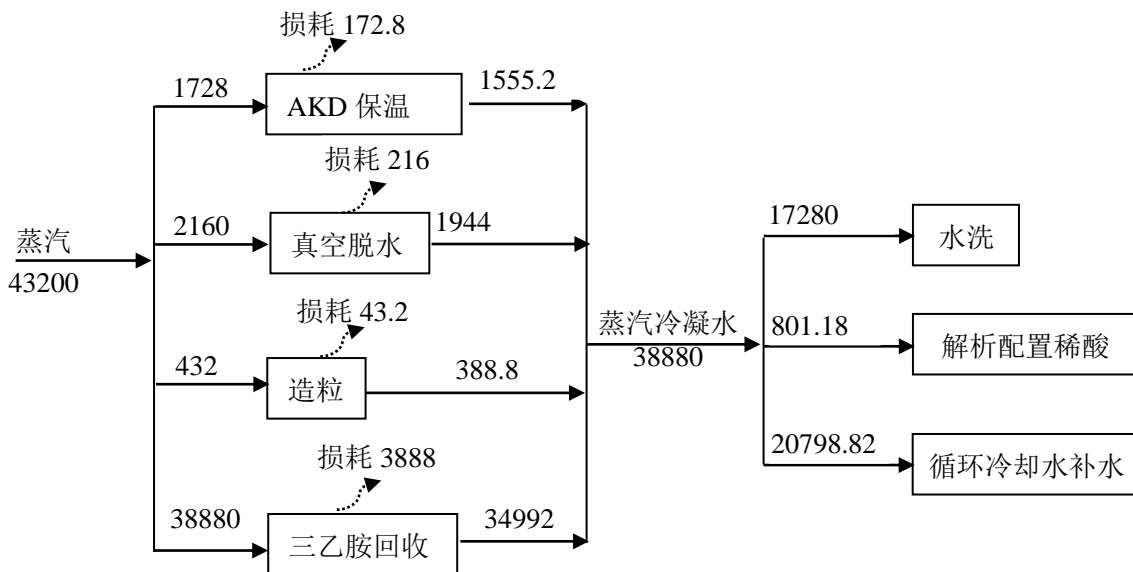 损耗 172.8
1728
AKD 保温
1555.2
损耗 216
2160
真空脱水
1944
蒸汽
43200
损耗 43.2
432
造粒
388.8
损耗 3888
38880
三乙胺回收
34992
蒸汽冷凝水
38880
17280
水洗
801.18
解析配置稀酸
20798.82
循环冷却水补水